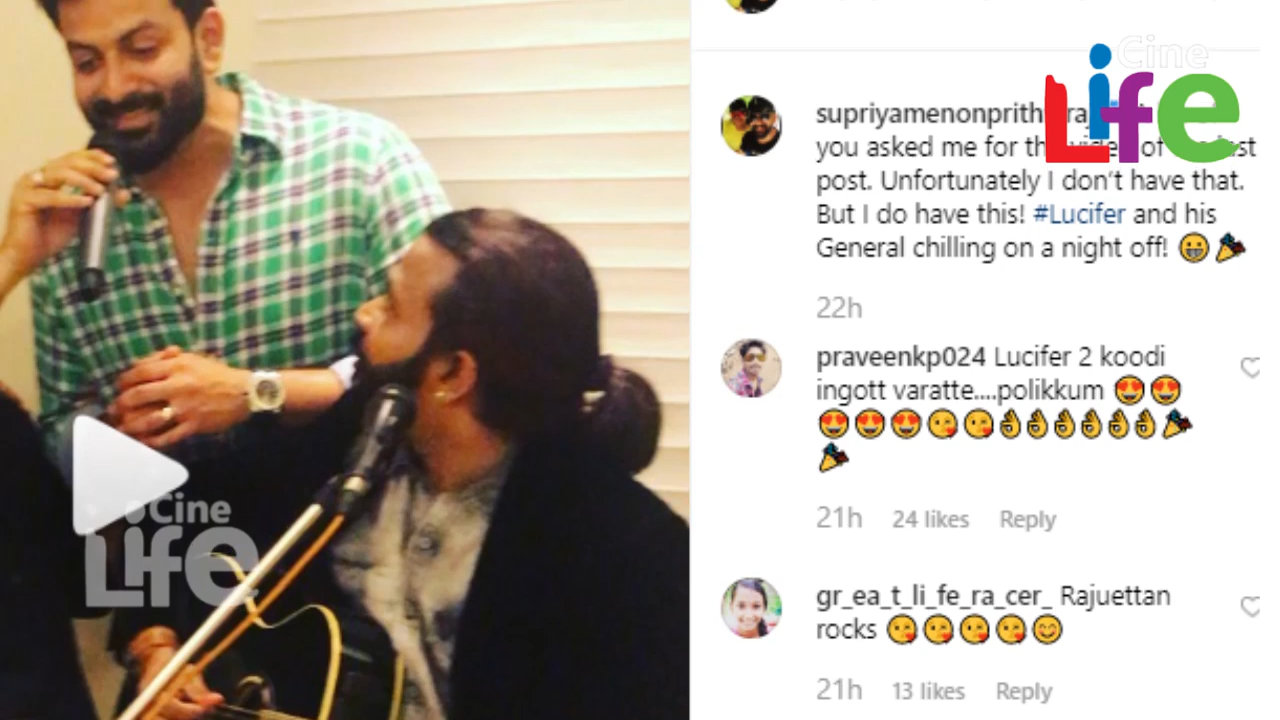 Cine
LiFe
supriyamenonprith
you asked me for
post. Unfortunately I don't have that.
But I do have this! #Lucifer and his
General chilling on a night off! 😀🎉
22h
praveenkp024 Lucifer 2 koodi
ingott varatte....polikkum 😍😍
😍😍😍😘😘👌👌👌👌👌👌🎉
🎉
21h 24 likes Reply
gr_ea_t_li_fe_ra_cer_ Rajuettan
rocks 😘😘😘😘😊
21h 13 likes Reply
Cine
LiFe